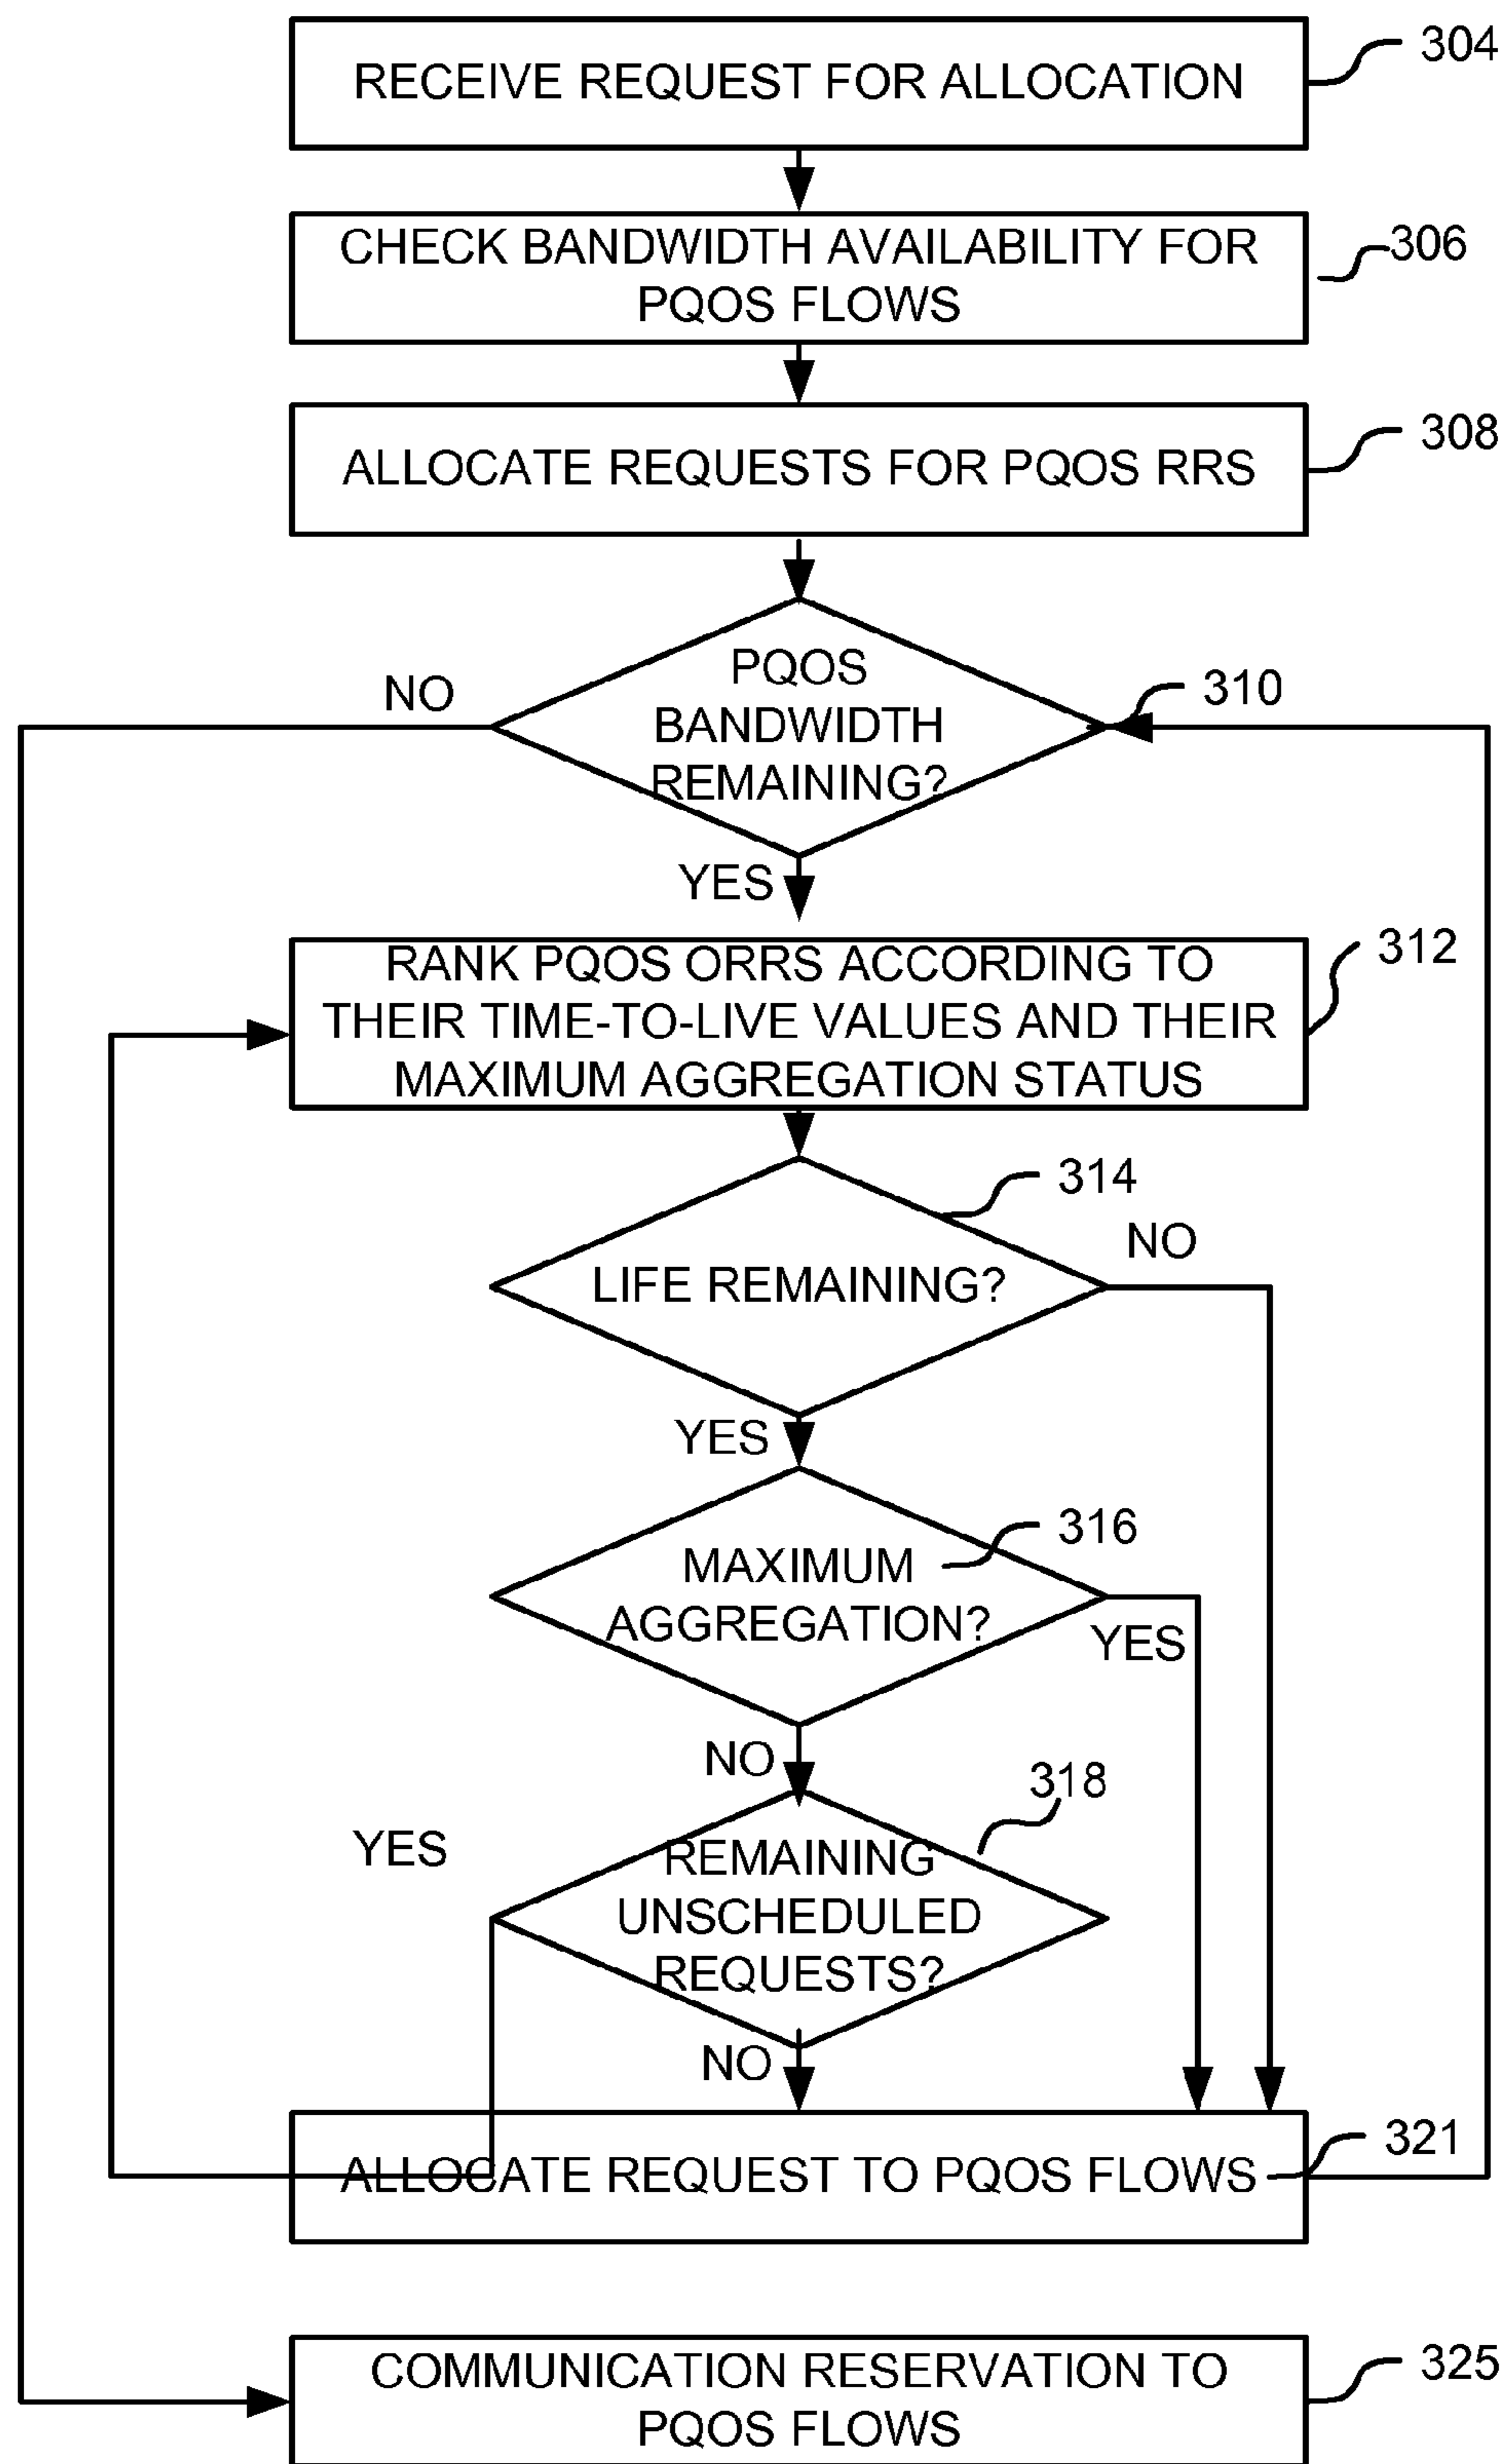 RECEIVE REQUEST FOR ALLOCATION
304
CHECK BANDWIDTH AVAILABILITY FOR
PQOS FLOWS
306
ALLOCATE REQUESTS FOR PQOS RRS
308
NO
PQOS
BANDWIDTH
REMAINING?
310
YES
RANK PQOS ORRS ACCORDING TO
THEIR TIME-TO-LIVE VALUES AND THEIR
MAXIMUM AGGREGATION STATUS
312
314
NO
LIFE REMAINING?
YES
316
MAXIMUM
AGGREGATION?
YES
NO
318
YES
REMAINING
UNSCHEDULED
REQUESTS?
NO
ALLOCATE REQUEST TO PQOS FLOWS
321
COMMUNICATION RESERVATION TO
PQOS FLOWS
325